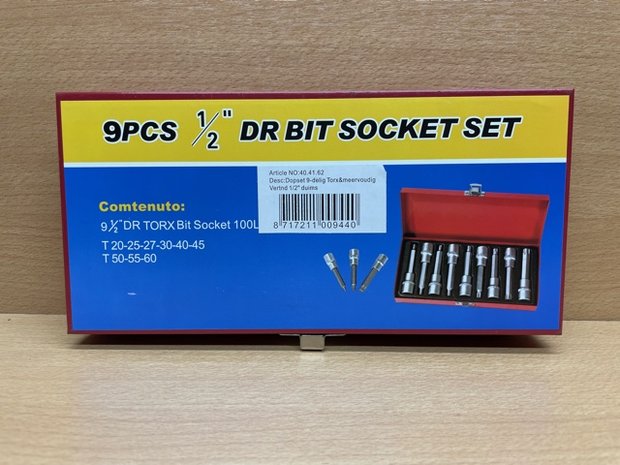 9PCS 1/2" DR BIT SOCKET SET
Article NO:40.41.62
Desc:Dopset 9-delig Torx&meervoudig
Vertnd 1/2" duims
8 717211 009440
Comtenuto:
9 1/2"DR TORX Bit Socket 100L
T 20-25-27-30-40-45
T 50-55-60